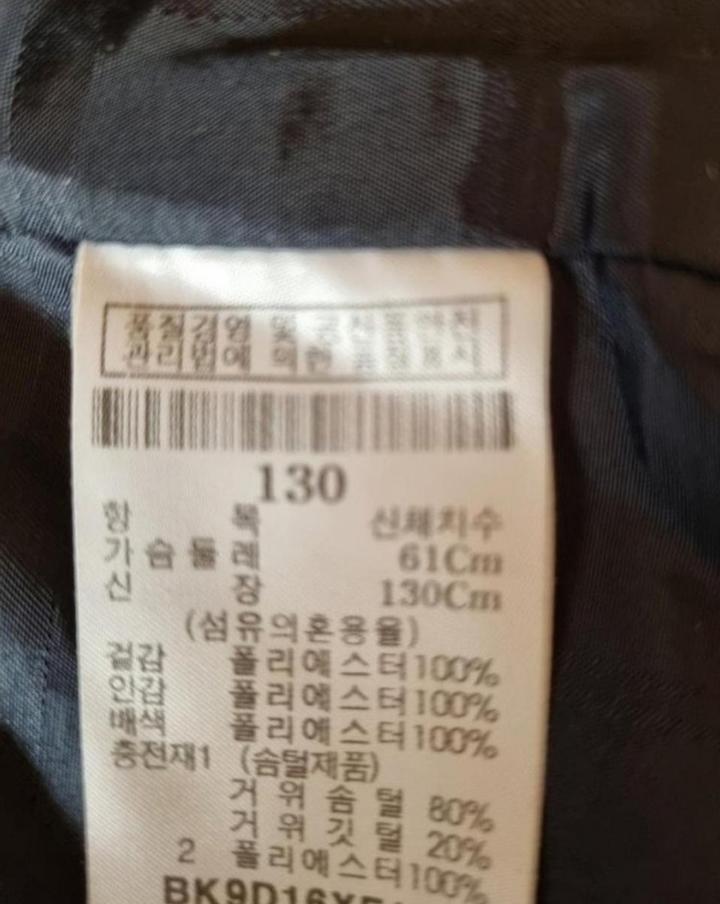 품질경영 및 공산품안전
관리법에 의한 품질표시
130
항 목 신체치수
가슴둘레 61Cm
신 장 130Cm
(섬유의혼용율)
겉감 폴리에스터100%
안감 폴리에스터100%
배색 폴리에스터100%
충전재1 (솜털제품)
거위솜털 80%
거위깃털 20%
2 폴리에스터100%